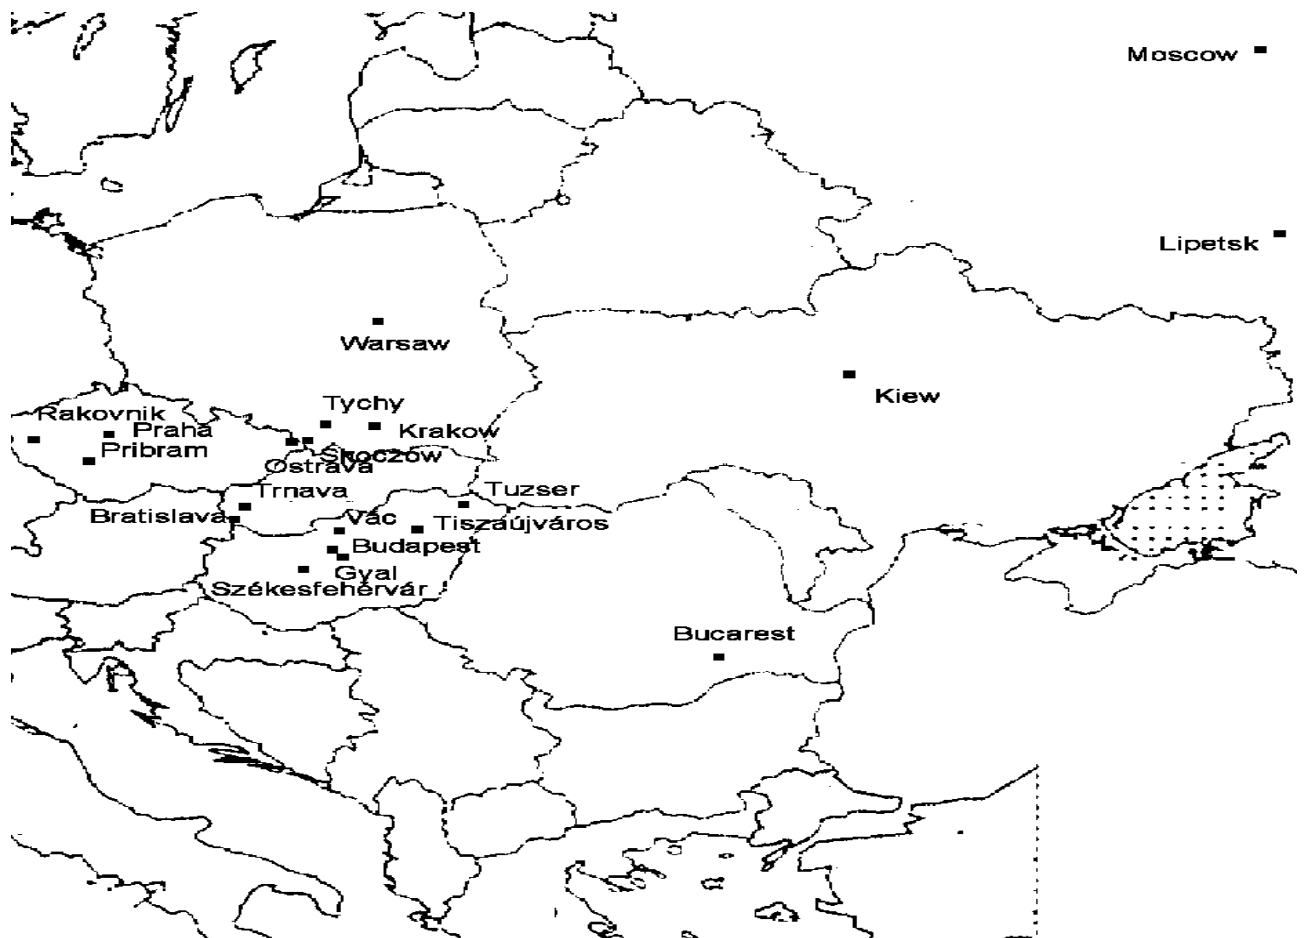 Moscow
Lipetsk
Warsaw
Kiew
Tychy
Rakovnik
Praha
Krakow
Pribram
Skoczów
Ostrava
Trnava
Tuzser
Bratislava
Vác
Tiszaújváros
Budapest
Gyal
Székesfehérvár
Bucarest